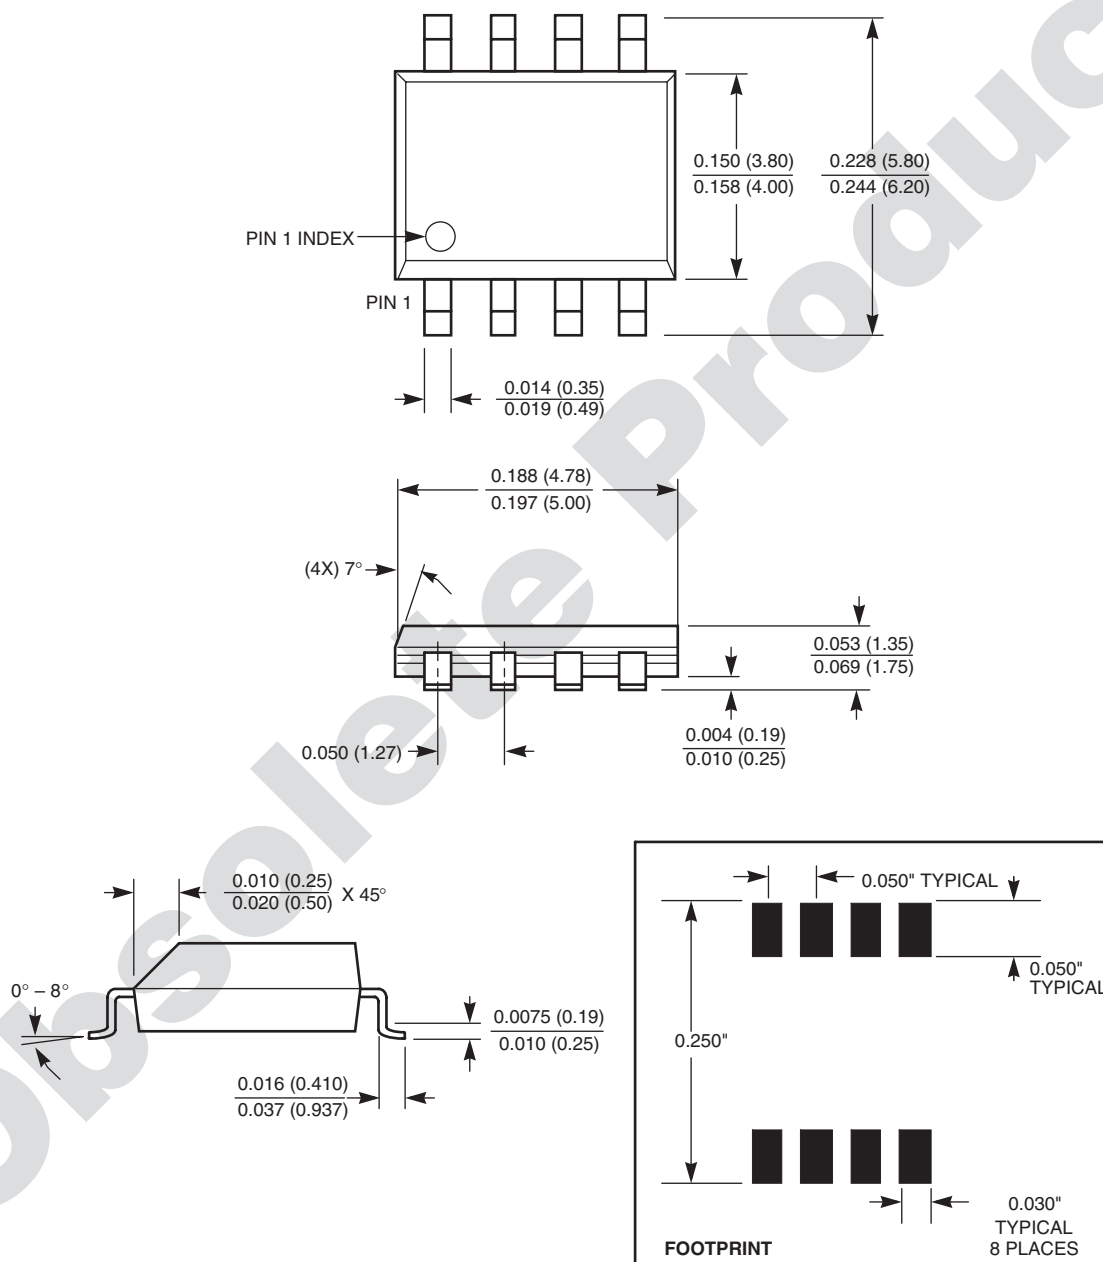 0.150 (3.80)
0.158 (4.00)
0.228 (5.80)
0.244 (6.20)
PIN 1 INDEX
PIN 1
0.014 (0.35)
0.019 (0.49)
0.188 (4.78)
0.197 (5.00)
(4X) 7°
0.053 (1.35)
0.069 (1.75)
0.004 (0.19)
0.010 (0.25)
0.050 (1.27)
0.010 (0.25)
0.020 (0.50)
X 45°
0° – 8°
0.0075 (0.19)
0.010 (0.25)
0.016 (0.410)
0.037 (0.937)
0.050" TYPICAL
0.050"
TYPICAL
0.250"
0.030"
TYPICAL
8 PLACES
FOOTPRINT
Obsolete Produc